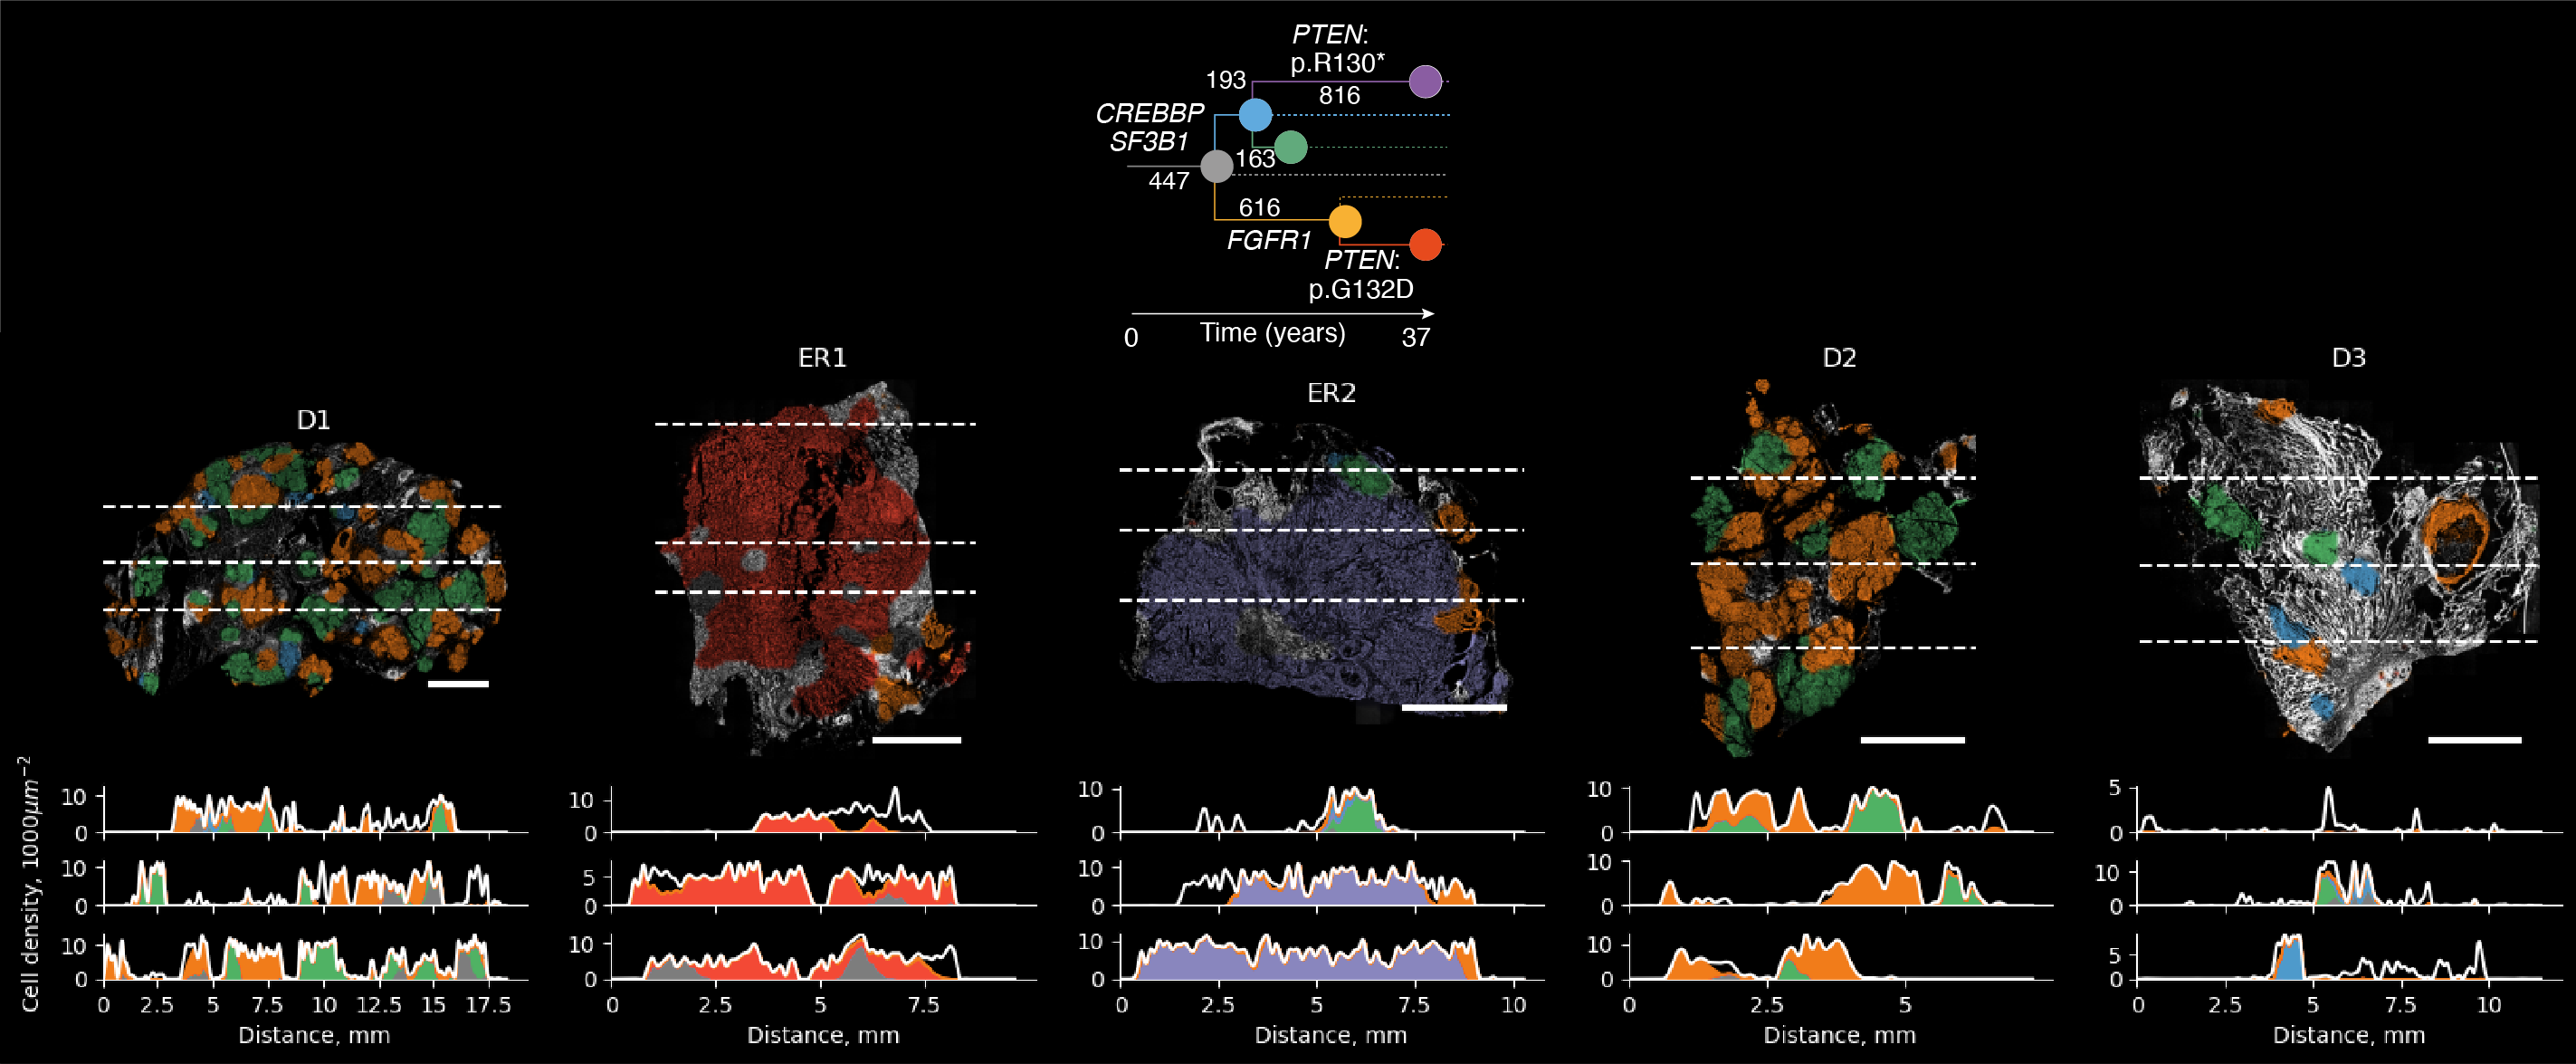 PTEN:
p.R130*
193
816
CREBBP
SF3B1
163
447
616
FGFR1
PTEN:
p.G132D
0 Time (years) 37
D1
ER1
ER2
D2
D3
Cell density, 1000μm⁻²
10
0
10
0
10
0
0 2.5 5 7.5 10 12.5 15 17.5
Distance, mm
10
0
5
0
10
0
0 2.5 5 7.5
Distance, mm
10
0
10
0
10
0
0 2.5 5 7.5 10
Distance, mm
10
0
10
0
10
0
0 2.5 5
Distance, mm
5
0
10
0
5
0
0 2.5 5 7.5 10
Distance, mm